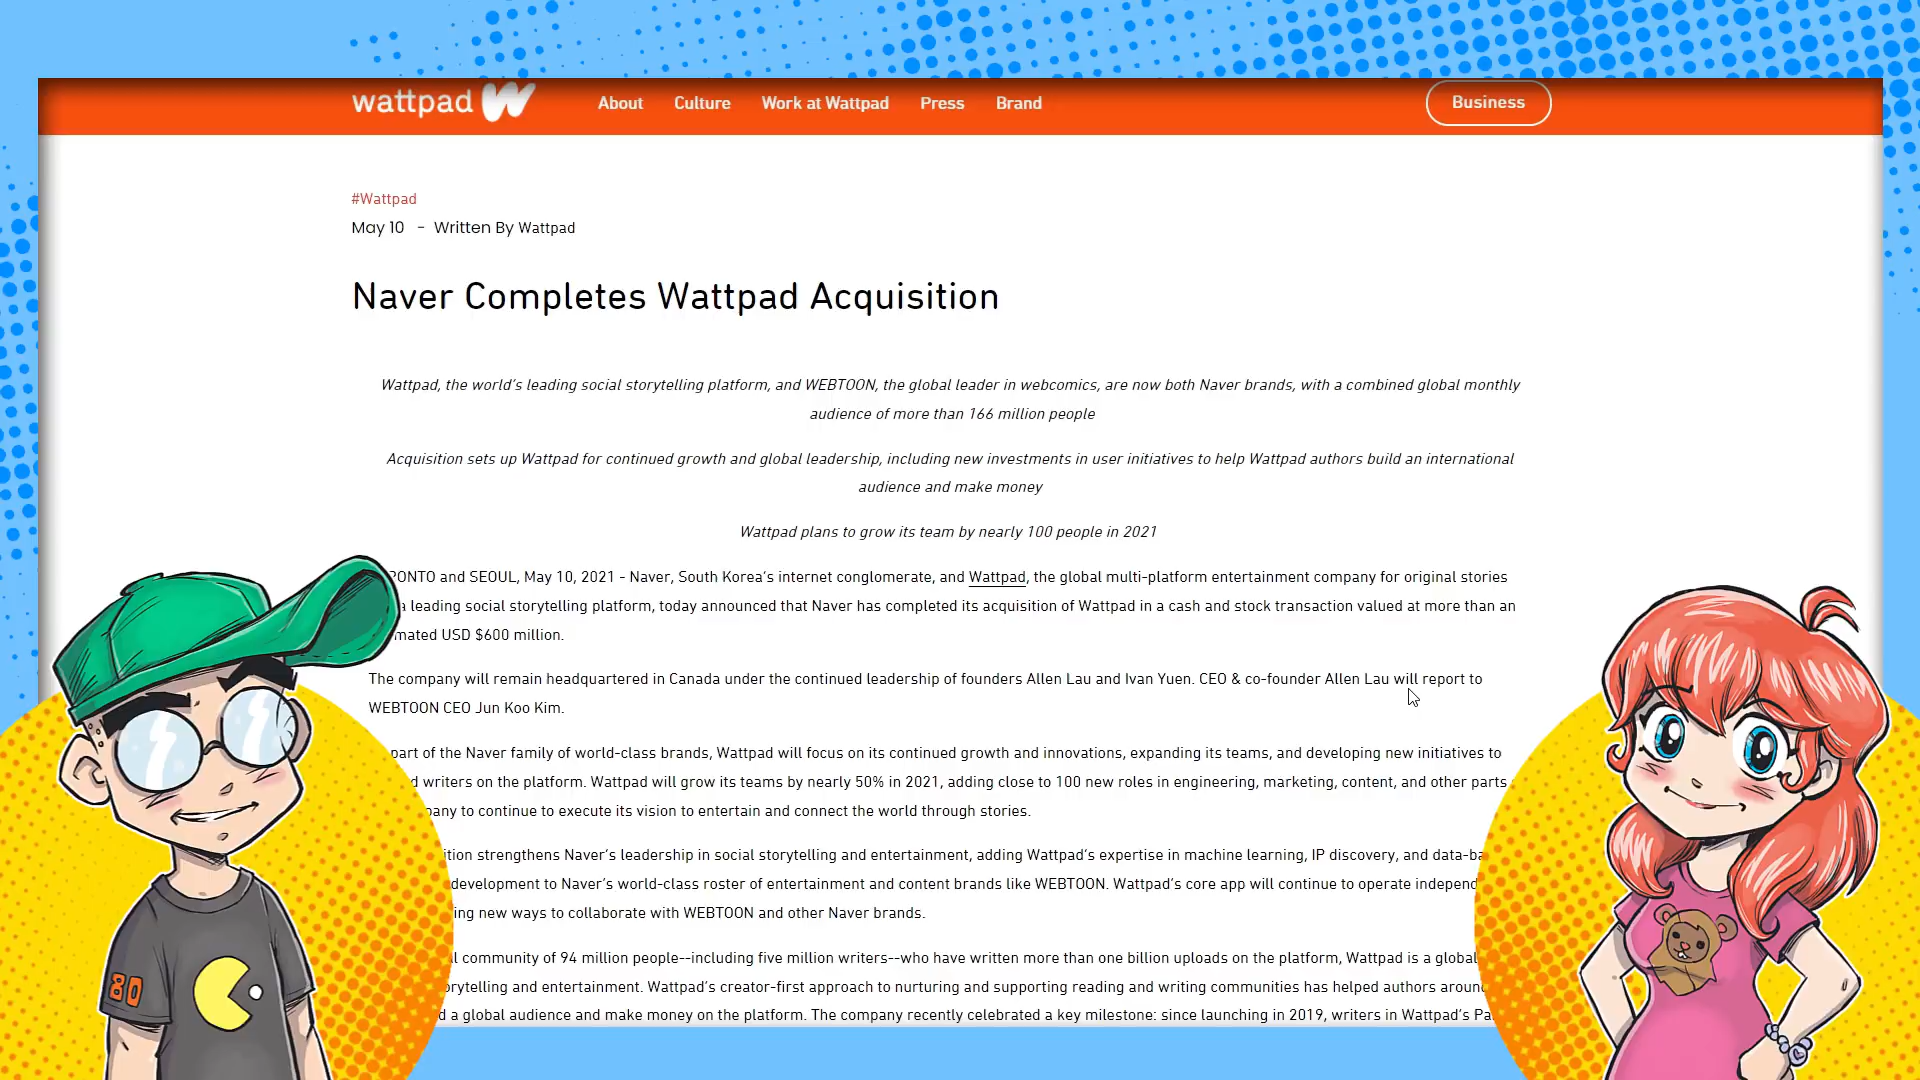 wattpad
About Culture Work at Wattpad Press Brand Business
#Wattpad
May 10 - Written By Wattpad
Naver Completes Wattpad Acquisition
Wattpad, the world's leading social storytelling platform, and WEBTOON, the global leader in webcomics, are now both Naver brands, with a combined global monthly
audience of more than 166 million people
Acquisition sets up Wattpad for continued growth and global leadership, including new investments in user initiatives to help Wattpad authors build an international
audience and make money
Wattpad plans to grow its team by nearly 100 people in 2021
and SEOUL, May 10, 2021 - Naver, South Korea's internet conglomerate, and Wattpad, the global multi-platform entertainment company for original stories
leading social storytelling platform, today announced that Naver has completed its acquisition of Wattpad in a cash and stock transaction valued at more than an
USD $600 million.
The company will remain headquartered in Canada under the continued leadership of founders Allen Lau and Ivan Yuen. CEO & co-founder Allen Lau will report to
WEBTOON CEO Jun Koo Kim.
part of the Naver family of world-class brands, Wattpad will focus on its continued growth and innovations, expanding its teams, and developing new initiatives to
writers on the platform. Wattpad will grow its teams by nearly 50% in 2021, adding close to 100 new roles in engineering, marketing, content, and other parts
to continue to execute its vision to entertain and connect the world through stories.
strengthens Naver's leadership in social storytelling and entertainment, adding Wattpad's expertise in machine learning, IP discovery, and
development to Naver's world-class roster of entertainment and content brands like WEBTOON. Wattpad's core app will continue to operate
new ways to collaborate with WEBTOON and other Naver brands.
community of 94 million people--including five million writers--who have written more than one billion uploads on the platform, Wattpad is a global
and entertainment. Wattpad's creator-first approach to nurturing and supporting reading and writing communities has helped authors
a global audience and make money on the platform. The company recently celebrated a key milestone: since launching in 2019, writers in Wattpad's
80